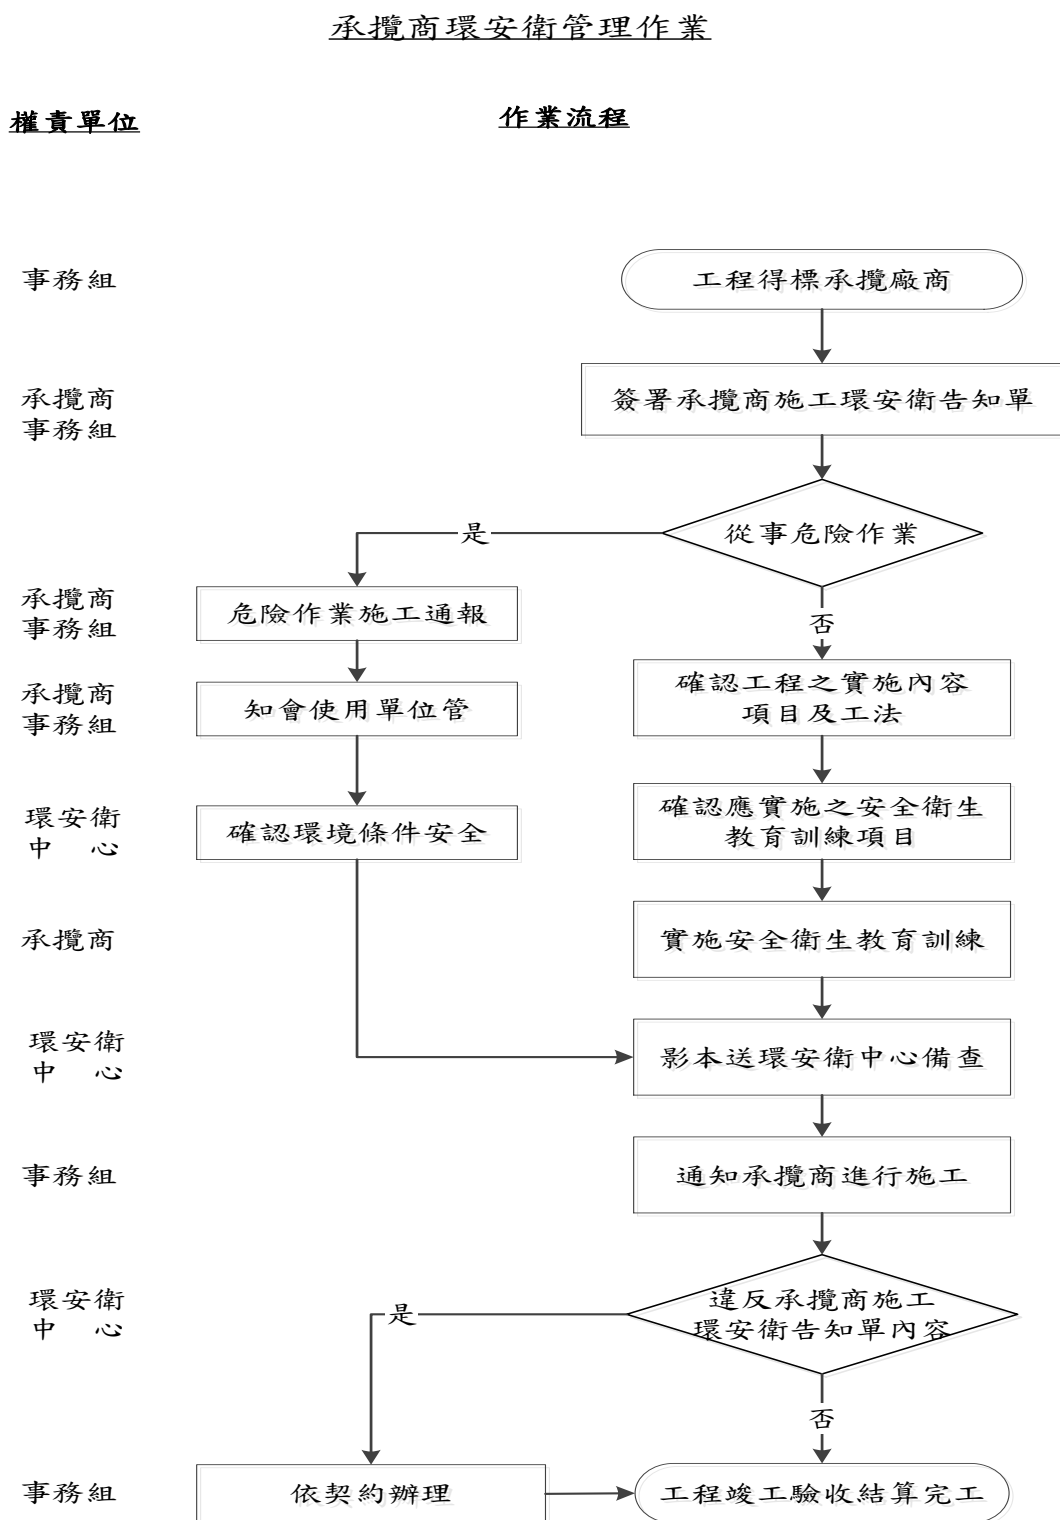 承攬商環安衛管理作業
權責單位
作業流程
事務組
工程得標承攬廠商
承攬商
事務組
簽署承攬商施工環安衛告知單
從事危險作業
是
承攬商
事務組
危險作業施工通報
否
承攬商
事務組
知會使用單位管
確認工程之實施內容
項目及工法
環安衛
中 心
確認環境條件安全
確認應實施之安全衛生
教育訓練項目
承攬商
實施安全衛生教育訓練
環安衛
中 心
影本送環安衛中心備查
事務組
通知承攬商進行施工
環安衛
中 心
是
違反承攬商施工
環安衛告知單內容
否
事務組
依契約辦理
工程竣工驗收結算完工